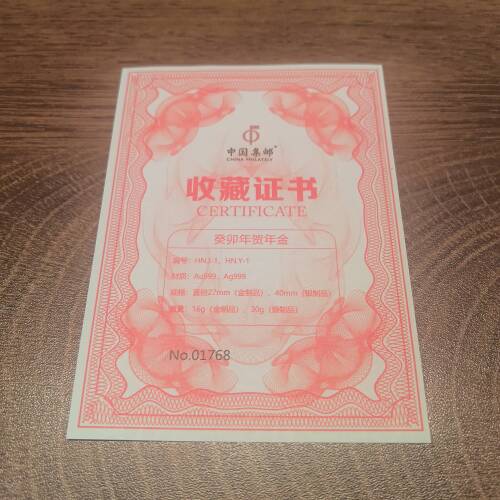 中国集邮
CHINA PHILATELY
收藏证书
CERTIFICATE
癸卯年贺年金
编号：HNJ-1、HNY-1
材质：Au999、Ag999
规格：直径27mm（金制品）、40mm（银制品）
重量：16g（金制品）、30g（银制品）
No.01768